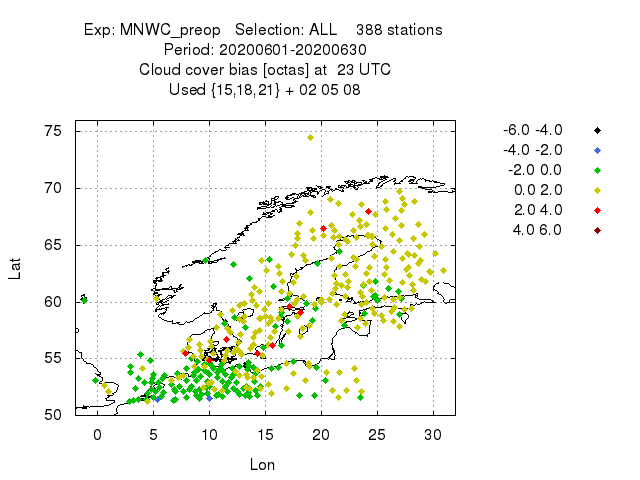 Exp: MNWC_preop Selection: ALL 388 stations
Period: 20200601-20200630
Cloud cover bias [octas] at 23 UTC
Used {15,18,21} + 02 05 08
75
70
65
60
55
50
Lat
0 5 10 15 20 25 30
Lon
-6.0 -4.0
-4.0 -2.0
-2.0 0.0
0.0 2.0
2.0 4.0
4.0 6.0